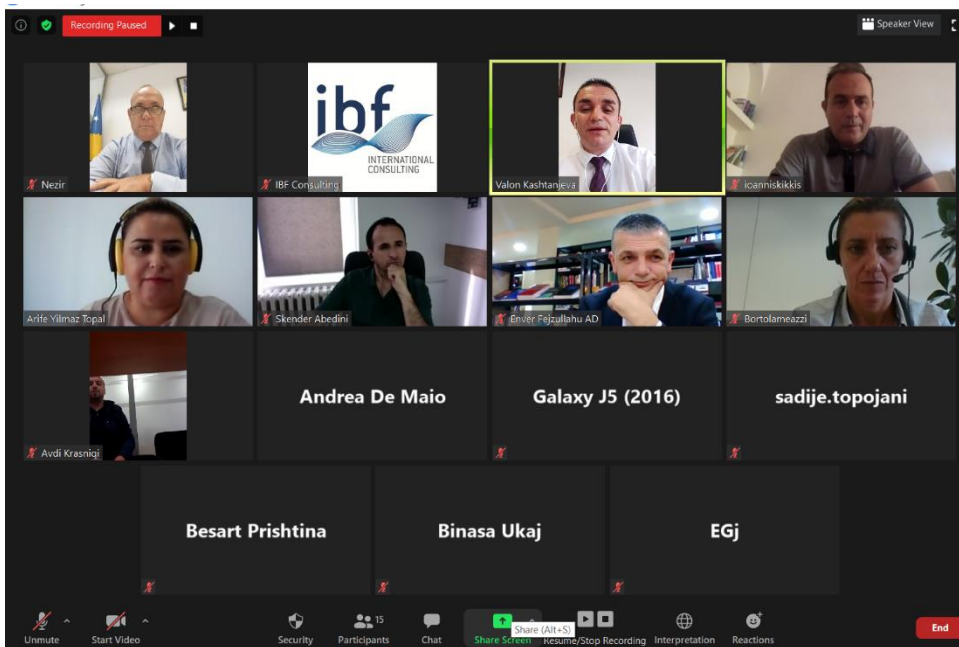 Recording Paused
Speaker View
Nezir
ibf
INTERNATIONAL
CONSULTING
IBF Consulting
Valon Kashtanjeva
ioanniskikkis
Arife Yilmaz Topal
Skender Abedini
Enver Fejzullahu AD
Bortolameazzi
Avdi Krasniqi
Andrea De Maio
Galaxy J5 (2016)
sadije.topojani
Besart Prishtina
Binasa Ukaj
EGj
Unmute
Start Video
Security
Participants
15
Chat
Share Screen
Share (Alt+S)
Resume/Stop Recording
Interpretation
Reactions
End